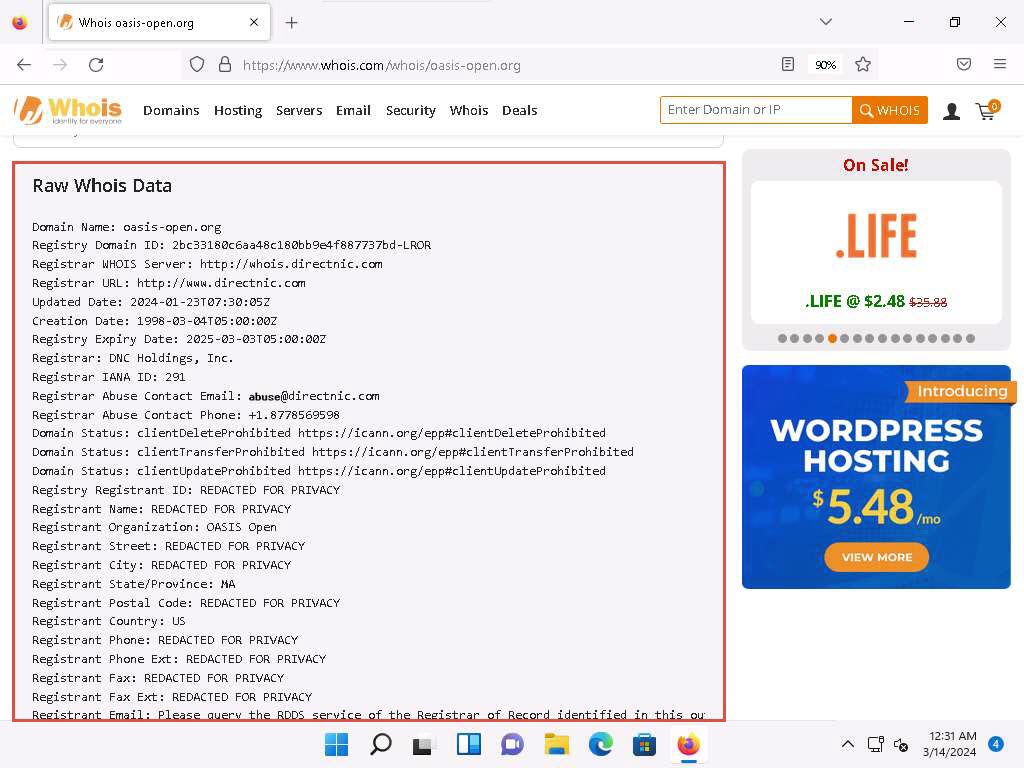 Whois oasis-open.org
https://www.whois.com/whois/oasis-open.org
90%
Whois
identity for everyone
Domains Hosting Servers Email Security Whois Deals
Enter Domain or IP
WHOIS
0
Raw Whois Data
Domain Name: oasis-open.org
Registry Domain ID: 2bc33180c6aa48c180bb9e4f887737bd-LROR
Registrar WHOIS Server: http://whois.directnic.com
Registrar URL: http://www.directnic.com
Updated Date: 2024-01-23T07:30:05Z
Creation Date: 1998-03-04T05:00:00Z
Registry Expiry Date: 2025-03-03T05:00:00Z
Registrar: DNC Holdings, Inc.
Registrar IANA ID: 291
Registrar Abuse Contact Email: abuse@directnic.com
Registrar Abuse Contact Phone: +1.8778569598
Domain Status: clientDeleteProhibited https://icann.org/epp#clientDeleteProhibited
Domain Status: clientTransferProhibited https://icann.org/epp#clientTransferProhibited
Domain Status: clientUpdateProhibited https://icann.org/epp#clientUpdateProhibited
Registry Registrant ID: REDACTED FOR PRIVACY
Registrant Name: REDACTED FOR PRIVACY
Registrant Organization: OASIS Open
Registrant Street: REDACTED FOR PRIVACY
Registrant City: REDACTED FOR PRIVACY
Registrant State/Province: MA
Registrant Postal Code: REDACTED FOR PRIVACY
Registrant Country: US
Registrant Phone: REDACTED FOR PRIVACY
Registrant Phone Ext: REDACTED FOR PRIVACY
Registrant Fax: REDACTED FOR PRIVACY
Registrant Fax Ext: REDACTED FOR PRIVACY
Registrant Email: Please query the RDDS service of the Registrar of Record identified in this ou
On Sale!
.LIFE
.LIFE @ $2.48 $35.88
Introducing
WORDPRESS
HOSTING
$5.48/mo
VIEW MORE
12:31 AM
3/14/2024
4